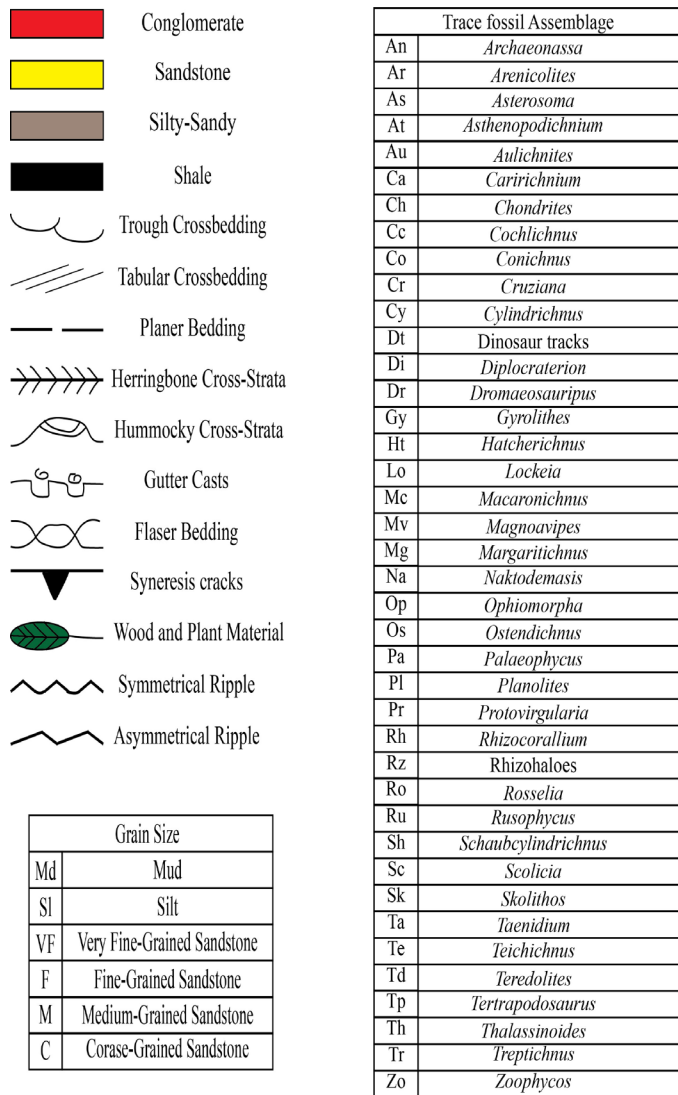 Conglomerate
Sandstone
Silty-Sandy
Shale
Trough Crossbedding
Tabular Crossbedding
Planer Bedding
Herringbone Cross-Strata
Hummocky Cross-Strata
Gutter Casts
Flaser Bedding
Syneresis cracks
Wood and Plant Material
Symmetrical Ripple
Asymmetrical Ripple
Grain Size
Md Mud
Sl Silt
VF Very Fine-Grained Sandstone
F Fine-Grained Sandstone
M Medium-Grained Sandstone
C Corase-Grained Sandstone
Trace fossil Assemblage
An Archaeonassa
Ar Arenicolites
As Asterosoma
At Asthenopodichnium
Au Aulichnites
Ca Caririchnium
Ch Chondrites
Cc Cochlichnus
Co Conichnus
Cr Cruziana
Cy Cylindrichnus
Dt Dinosaur tracks
Di Diplocraterion
Dr Dromaeosauripus
Gy Gyrolithes
Ht Hatcherichnus
Lo Lockeia
Mc Macaronichnus
Mv Magnoavipes
Mg Margaritichnus
Na Naktodemasis
Op Ophiomorpha
Os Ostendichnus
Pa Palaeophycus
Pl Planolites
Pr Protovirgularia
Rh Rhizocorallium
Rz Rhizohaloes
Ro Rosselia
Ru Rusophycus
Sh Schaubcylindrichnus
Sc Scolicia
Sk Skolithos
Ta Taenidium
Te Teichichnus
Td Teredolites
Tp Tertrapodosaurus
Th Thalassinoides
Tr Treptichnus
Zo Zoophycos